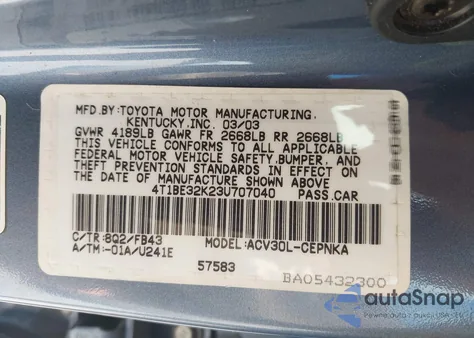 MFD.BY:TOYOTA MOTOR MANUFACTURING,
KENTUCKY,INC. 03/03
GVWR 4189LB GAWR FR 2668LB RR 2668LB
THIS VEHICLE CONFORMS TO ALL APPLICABLE
FEDERAL MOTOR VEHICLE SAFETY,BUMPER, AND
THEFT PREVENTION STANDARDS IN EFFECT ON
THE DATE OF MANUFACTURE SHOWN ABOVE
4T1BE32K23U707040 PASS.CAR
C/TR:8Q2/FB43 MODEL:ACV30L-CEPNKA
A/TM:-01A/U241E
57583
BA05432300
autoSnap